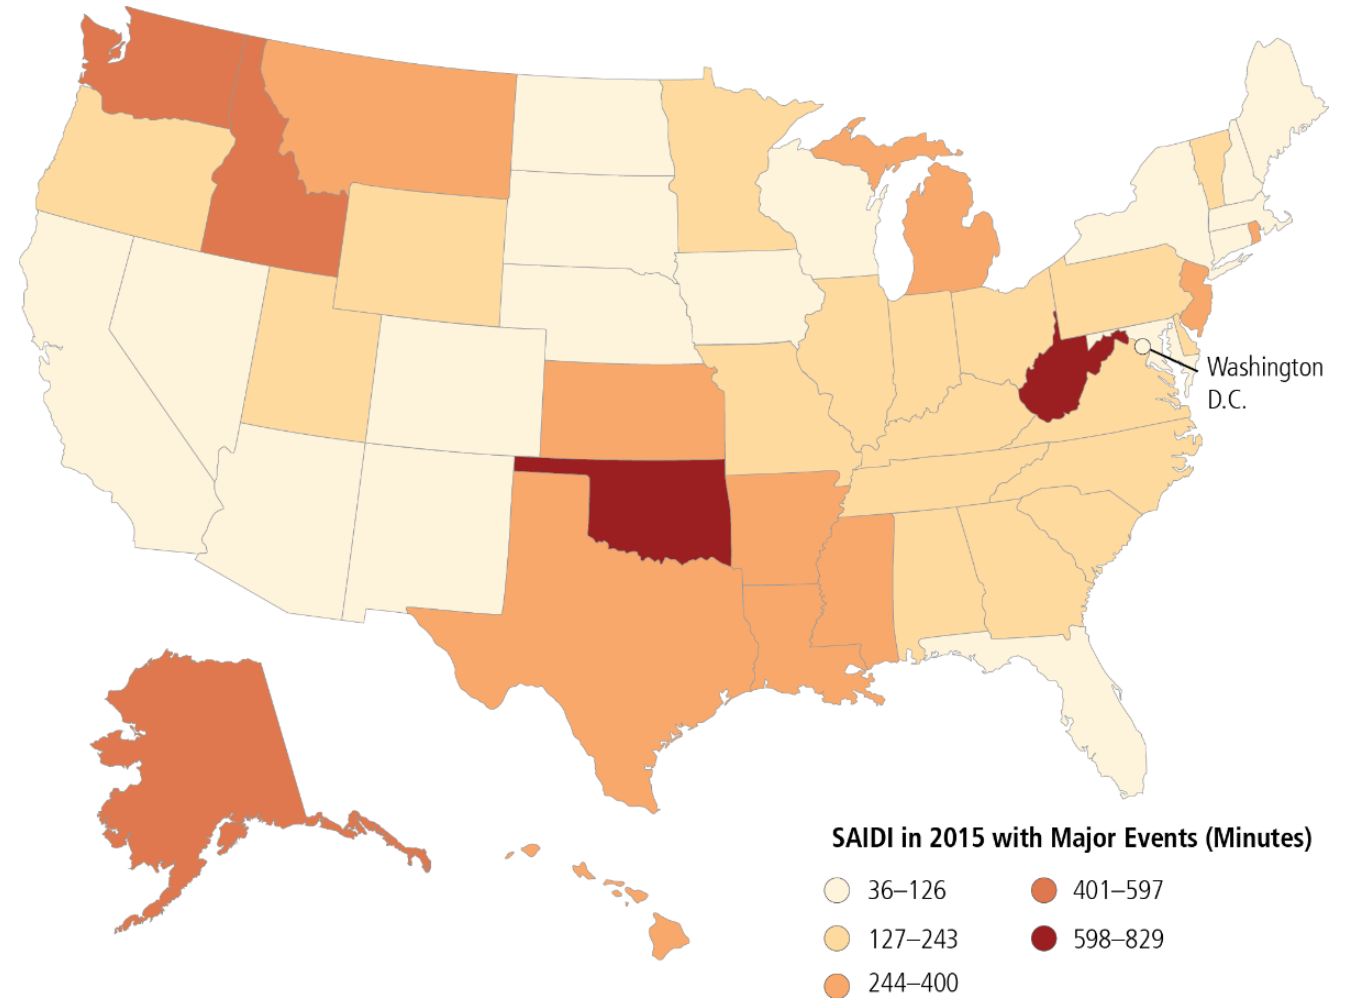 Washington
D.C.
SAIDI in 2015 with Major Events (Minutes)
36–126
401–597
127–243
598–829
244–400